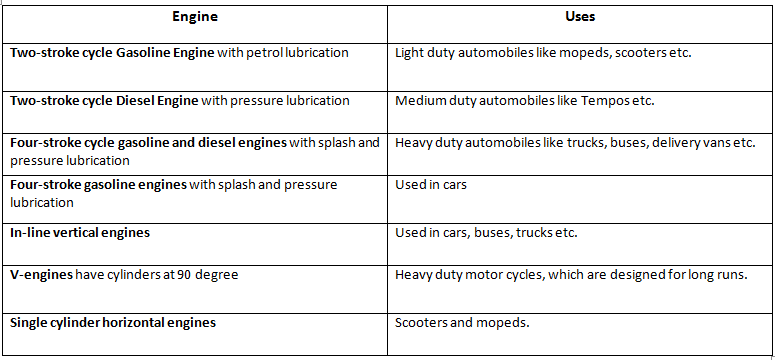 Engine
Uses
Two-stroke cycle Gasoline Engine with petrol lubrication
Light duty automobiles like mopeds, scooters etc.
Two-stroke cycle Diesel Engine with pressure lubrication
Medium duty automobiles like Tempos etc.
Four-stroke cycle gasoline and diesel engines with splash and
pressure lubrication
Heavy duty automobiles like trucks, buses, delivery vans etc.
Four-stroke gasoline engines with splash and pressure
lubrication
Used in cars
In-line vertical engines
Used in cars, buses, trucks etc.
V-engines have cylinders at 90 degree
Heavy duty motor cycles, which are designed for long runs.
Single cylinder horizontal engines
Scooters and mopeds.